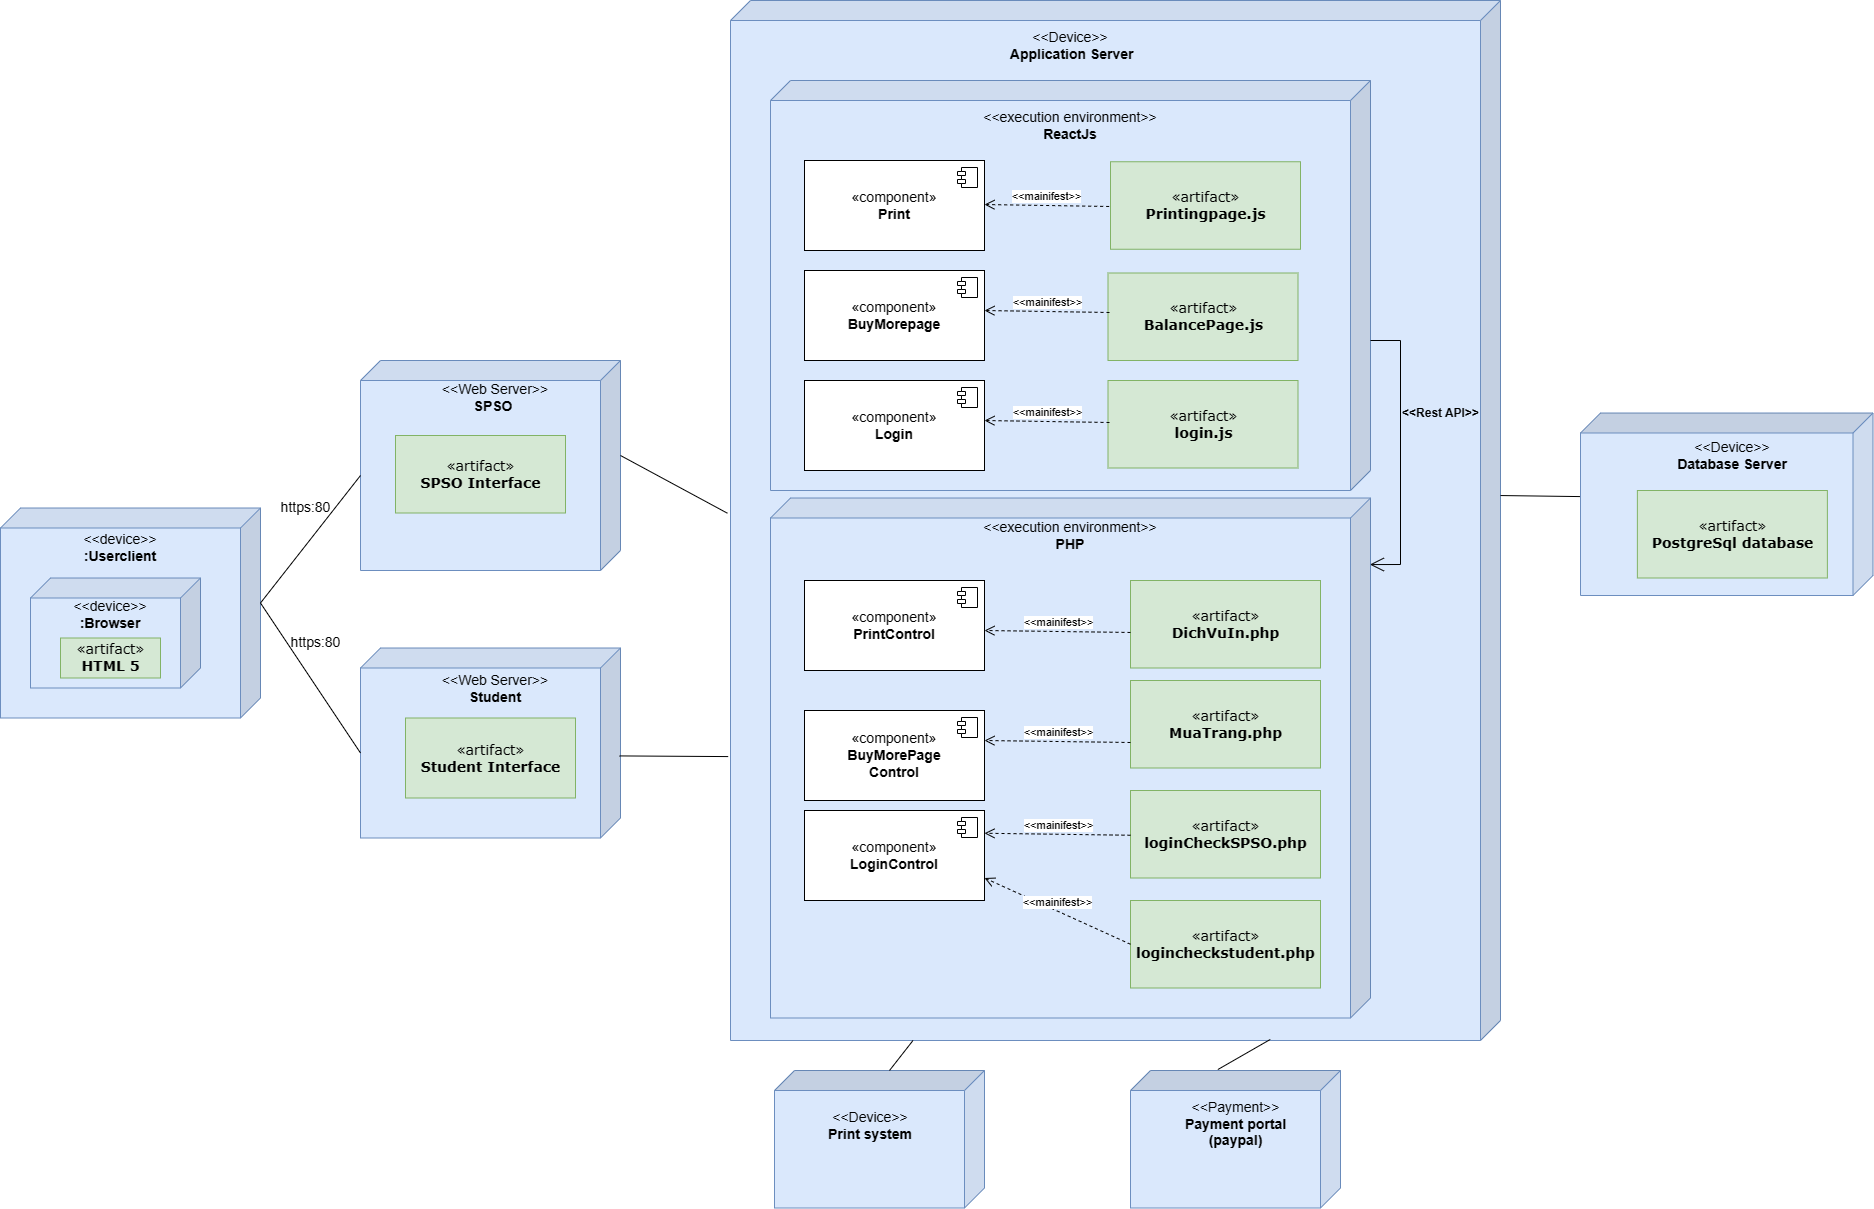 <<Device>>
Application Server
<<execution environment>>
ReactJs
«component»
Print
<<mainifest>>
«artifact»
Printingpage.js
«component»
BuyMorepage
<<mainifest>>
«artifact»
BalancePage.js
«component»
Login
<<mainifest>>
«artifact»
login.js
<<Rest API>>
<<execution environment>>
PHP
«component»
PrintControl
<<mainifest>>
«artifact»
DichVuIn.php
«component»
BuyMorePage
Control
<<mainifest>>
«artifact»
MuaTrang.php
«component»
LoginControl
<<mainifest>>
«artifact»
loginCheckSPSO.php
<<mainifest>>
«artifact»
logincheckstudent.php
<<Web Server>>
SPSO
«artifact»
SPSO Interface
https:80
<<device>>
:Userclient
<<device>>
:Browser
«artifact»
HTML 5
https:80
<<Web Server>>
Student
«artifact»
Student Interface
<<Device>>
Database Server
«artifact»
PostgreSql database
<<Device>>
Print system
<<Payment>>
Payment portal
(paypal)